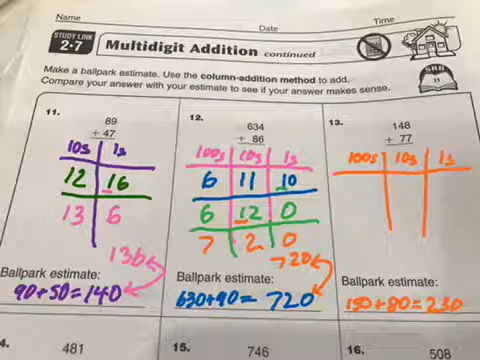 Name
Date
Time
STUDY LINK
2•7
Multidigit Addition continued
SRB
11
Make a ballpark estimate. Use the column-addition method to add.
Compare your answer with your estimate to see if your answer makes sense.
11.
89
+ 47
10s 1s
12 16
13 6
136
Ballpark estimate:
90+50=140
12.
634
+ 86
100s 10s 1s
6 11 10
6 12 0
7 2 0
720
Ballpark estimate:
630+90= 720
13.
148
+ 77
100s 10s 1s
Ballpark estimate:
150+80=230
4.
481
15.
746
16.
508